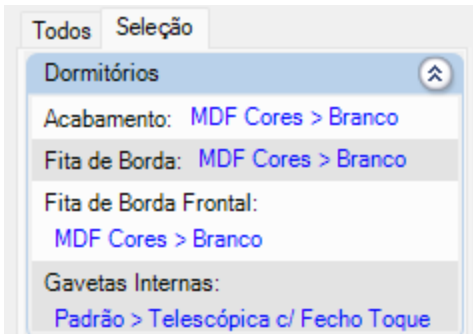 Todos Seleção
Dormitórios
Acabamento: MDF Cores > Branco
Fita de Borda: MDF Cores > Branco
Fita de Borda Frontal:
MDF Cores > Branco
Gavetas Internas:
Padrão > Telescópica c/ Fecho Toque